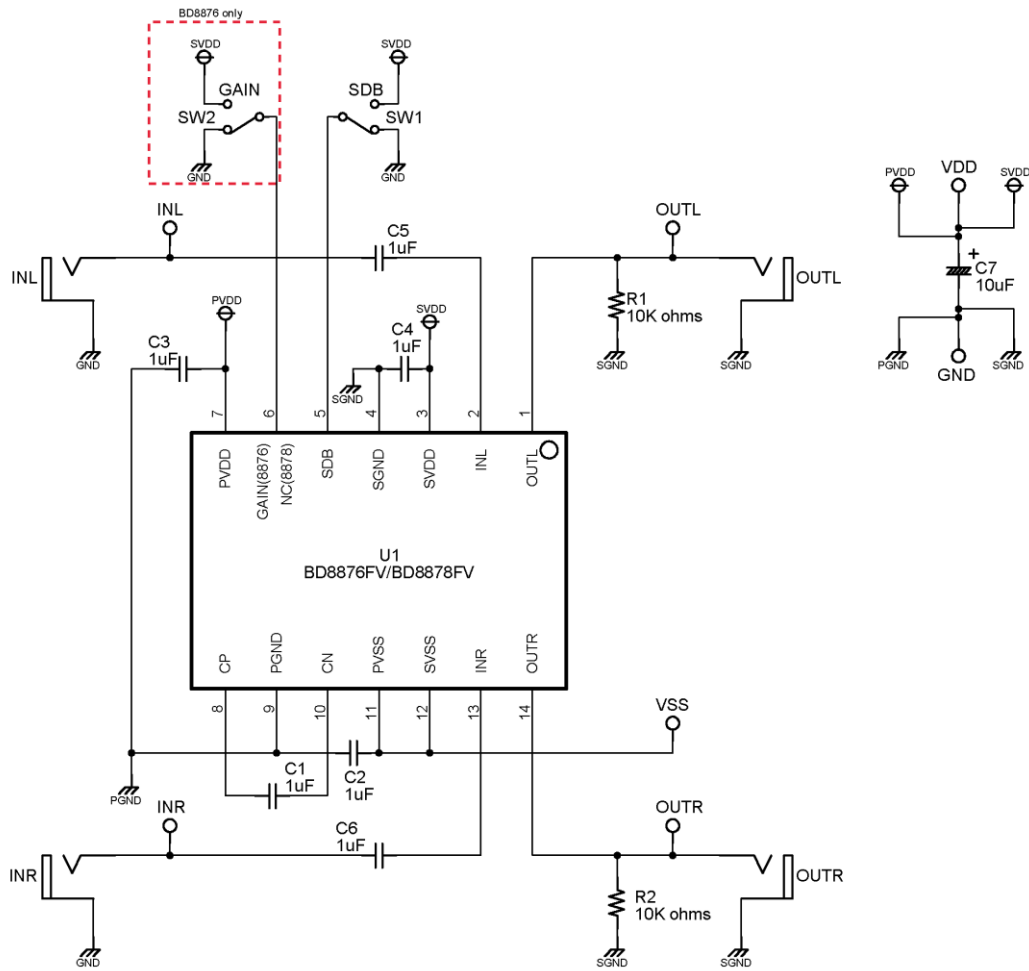 BD8876 only
SVDD
SVDD
GAIN
SDB
SW2
SW1
GND
GND
PVDD
VDD
SVDD
INL
C5
1uF
OUTL
INL
OUTL
+
C7
10uF
PVDD
SVDD
R1
10K ohms
C3
1uF
C4
1uF
GND
SGND
SGND
SGND
PGND
GND
SGND
7
6
5
4
3
2
1
PVDD
GAIN(8876)
NC(8878)
SDB
SGND
SVDD
INL
OUTL
U1
BD8876FV/BD8878FV
CP
PGND
CN
PVSS
SVSS
INR
OUTR
8
9
10
11
12
13
14
VSS
C1
1uF
C2
1uF
PGND
INR
C6
1uF
OUTR
INR
OUTR
R2
10K ohms
GND
SGND
SGND